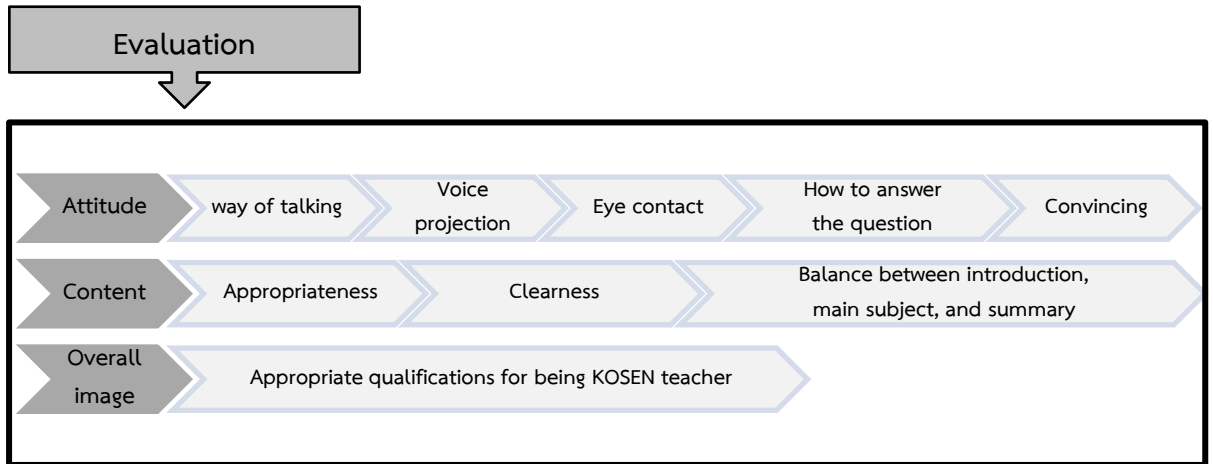 Evaluation
Attitude
way of talking
Voice
projection
Eye contact
How to answer
the question
Convincing
Content
Appropriateness
Clearness
Balance between introduction,
main subject, and summary
Overall
image
Appropriate qualifications for being KOSEN teacher